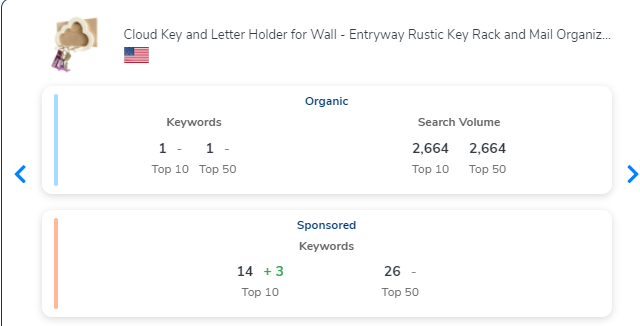 Cloud Key and Letter Holder for Wall - Entryway Rustic Key Rack and Mail Organiz...
Organic
Keywords Search Volume
1 - 1 - 2,664 2,664
Top 10 Top 50 Top 10 Top 50
Sponsored
Keywords
14 + 3 26 -
Top 10 Top 50